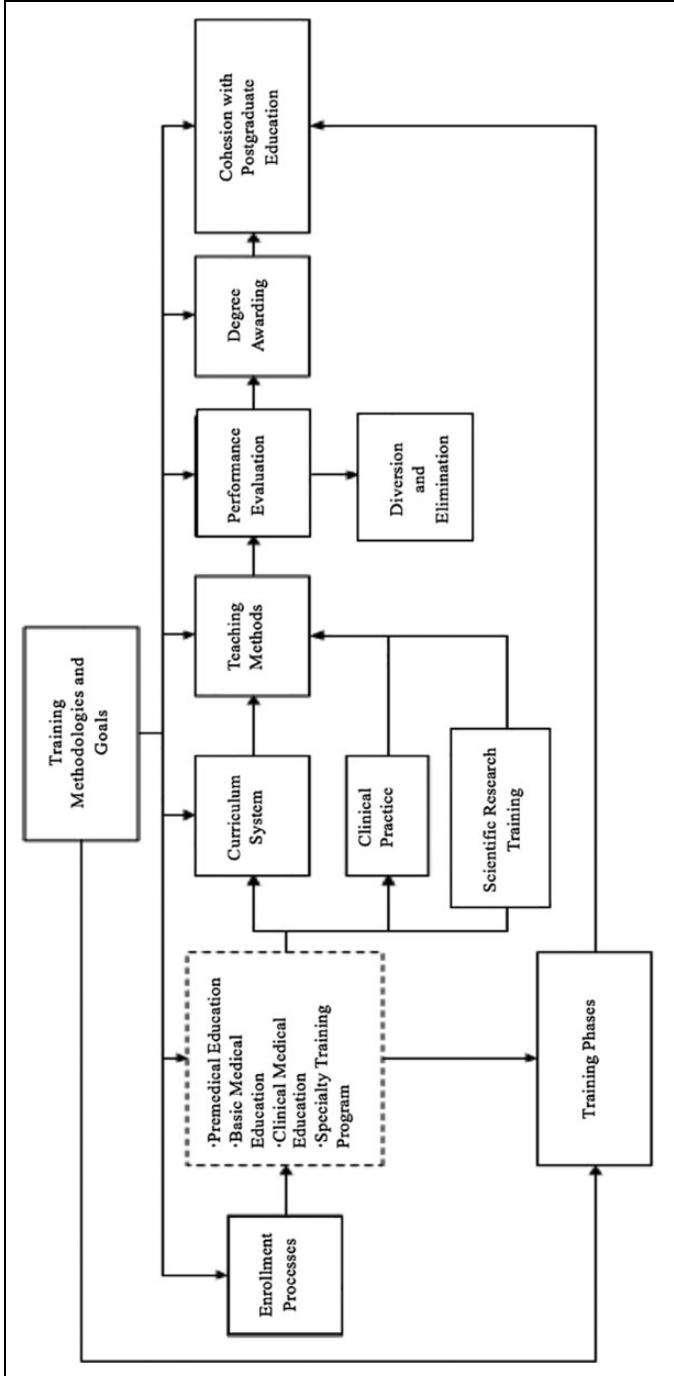 Training
Methodologies and
Goals
Enrollment
Processes
·Premedical Education
·Basic Medical
Education
·Clinical Medical
Education
·Specialty Training
Program
Curriculum
System
Teaching
Methods
Performance
Evaluation
Degree
Awarding
Cohesion with
Postgraduate
Education
Clinical
Practice
Diversion
and
Elimination
Scientific Research
Training
Training Phases